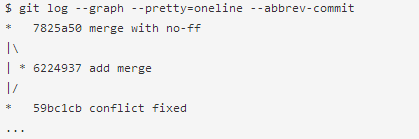 $ git log --graph --pretty=oneline --abbrev-commit
*   7825a50 merge with no-ff
|\
| * 6224937 add merge
|/
*   59bc1cb conflict fixed
...